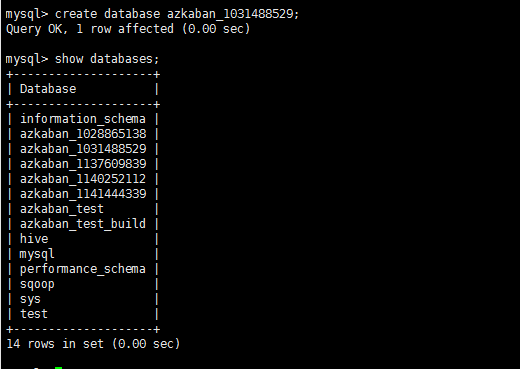 mysql> create database azkaban_1031488529;
Query OK, 1 row affected (0.00 sec)
mysql> show databases;
+--------------------+
| Database           |
+--------------------+
| information_schema |
| azkaban_1028865138 |
| azkaban_1031488529 |
| azkaban_1137609839 |
| azkaban_1140252112 |
| azkaban_1141444339 |
| azkaban_test       |
| azkaban_test_build |
| hive               |
| mysql              |
| performance_schema |
| sqoop              |
| sys                |
| test               |
+--------------------+
14 rows in set (0.00 sec)